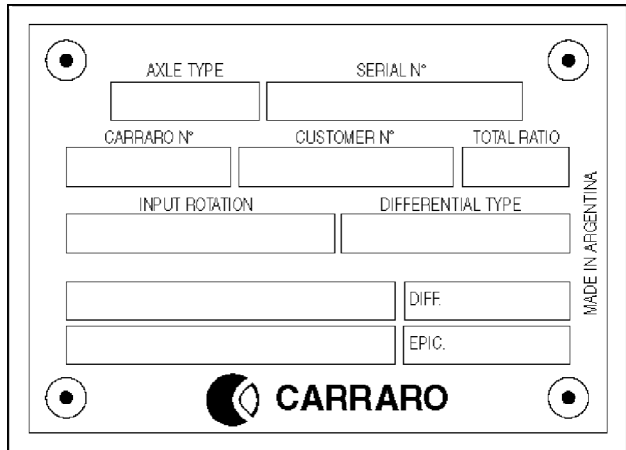 AXLE TYPE SERIAL N°
CARRARO N° CUSTOMER N° TOTAL RATIO
INPUT ROTATION DIFFERENTIAL TYPE
DIFF.
EPIC.
MADE IN ARGENTINA
CARRARO